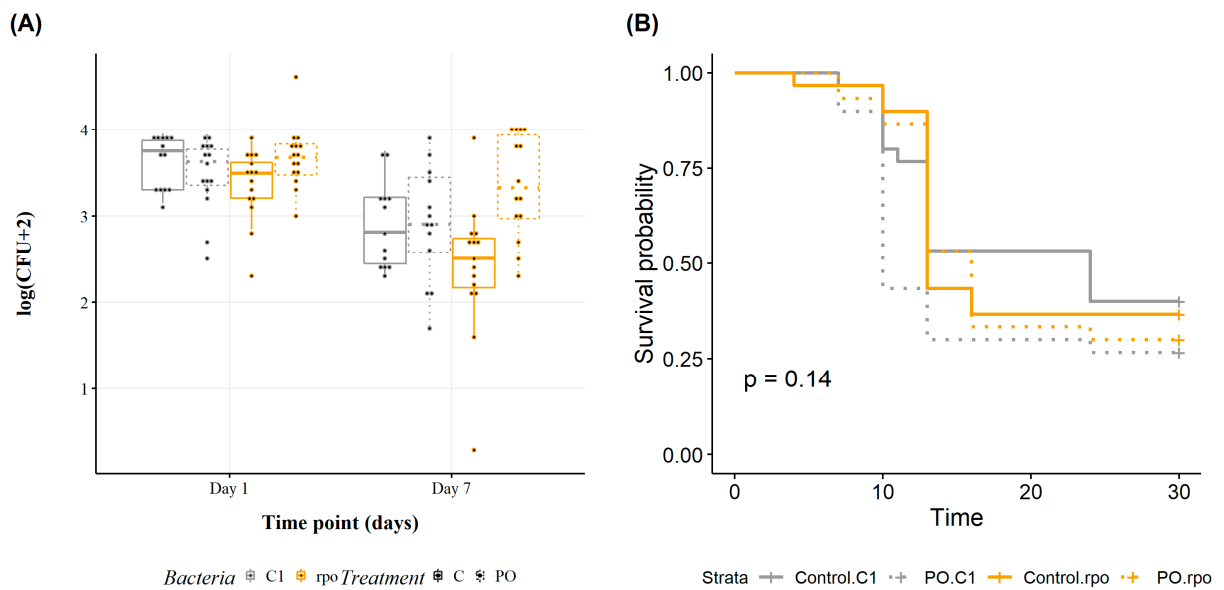 (A)
log(CFU+2)
4
3
2
1
Day 1 Day 7
Time point (days)
Bacteria C1 rpo Treatment C PO
(B)
Survival probability
1.00
0.75
0.50
0.25
0.00
p = 0.14
0 10 20 30
Time
Strata Control.C1 PO.C1 Control.rpo PO.rpo